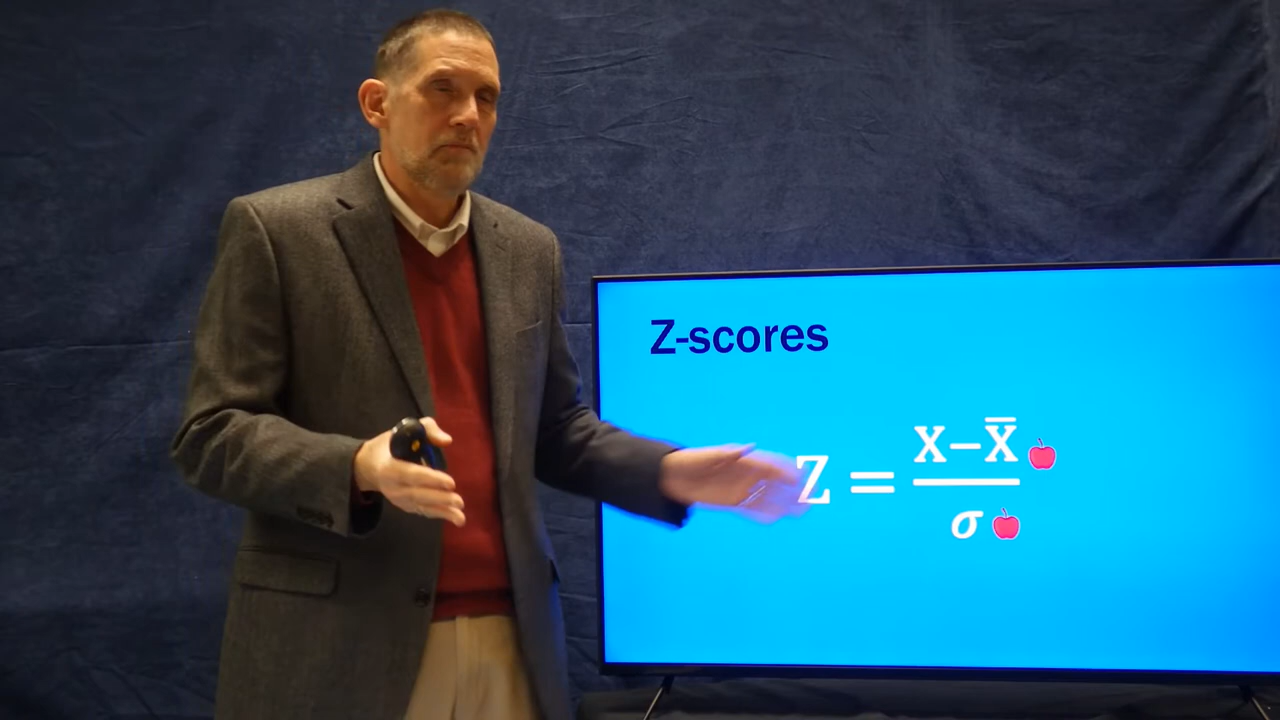 Z-scores
Z = (x−x̄)/σ